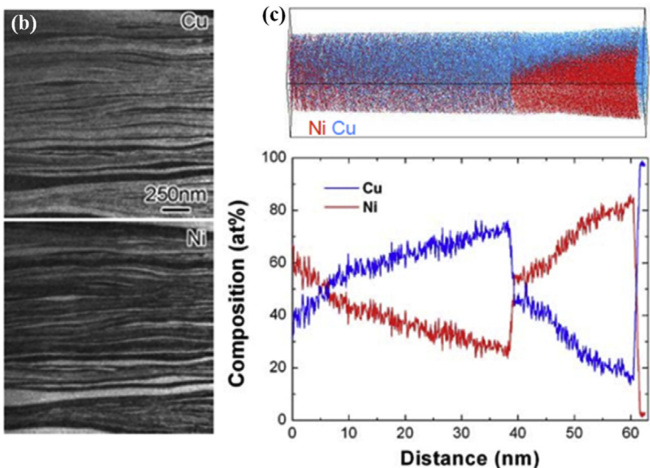 (b)
Cu
250nm
Ni
(c)
Ni Cu
Composition (at%)
100
80
60
40
20
0
Cu
Ni
0 10 20 30 40 50 60
Distance (nm)